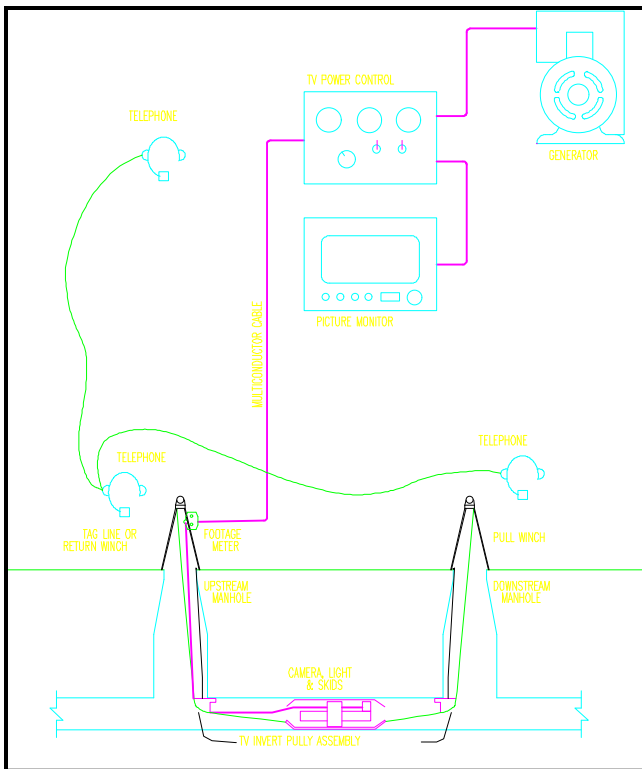 TV POWER CONTROL
TELEPHONE
GENERATOR
MULTICONDUCTOR CABLE
PICTURE MONITOR
TELEPHONE
TELEPHONE
TAG LINE OR
RETURN WINCH
FOOTAGE
METER
PULL WINCH
UPSTREAM
MANHOLE
DOWNSTREAM
MANHOLE
CAMERA, LIGHT
& SKIDS
TV INVERT PULLY ASSEMBLY